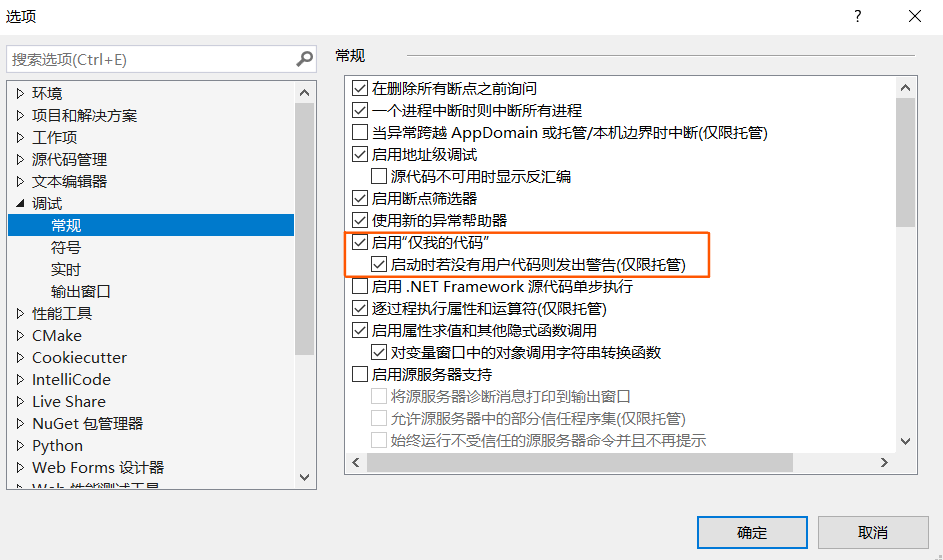 选项
搜索选项(Ctrl+E)
环境
项目和解决方案
工作项
源代码管理
文本编辑器
调试
常规
符号
实时
输出窗口
性能工具
CMake
Cookiecutter
IntelliCode
Live Share
NuGet 包管理器
Python
Web Forms 设计器
Web 性能测试工具
常规
在删除所有断点之前询问
一个进程中断时则中断所有进程
当异常跨越 AppDomain 或托管/本机边界时中断(仅限托管)
启用地址级调试
源代码不可用时显示反汇编
启用断点筛选器
使用新的异常帮助器
启用“仅我的代码”
启动时若没有用户代码则发出警告(仅限托管)
启用 .NET Framework 源代码单步执行
逐过程执行属性和运算符(仅限托管)
启用属性求值和其他隐式函数调用
对变量窗口中的对象调用字符串转换函数
启用源服务器支持
将源服务器诊断消息打印到输出窗口
允许源服务器中的部分信任程序集(仅限托管)
始终运行不受信任的源服务器命令并且不再提示
确定
取消